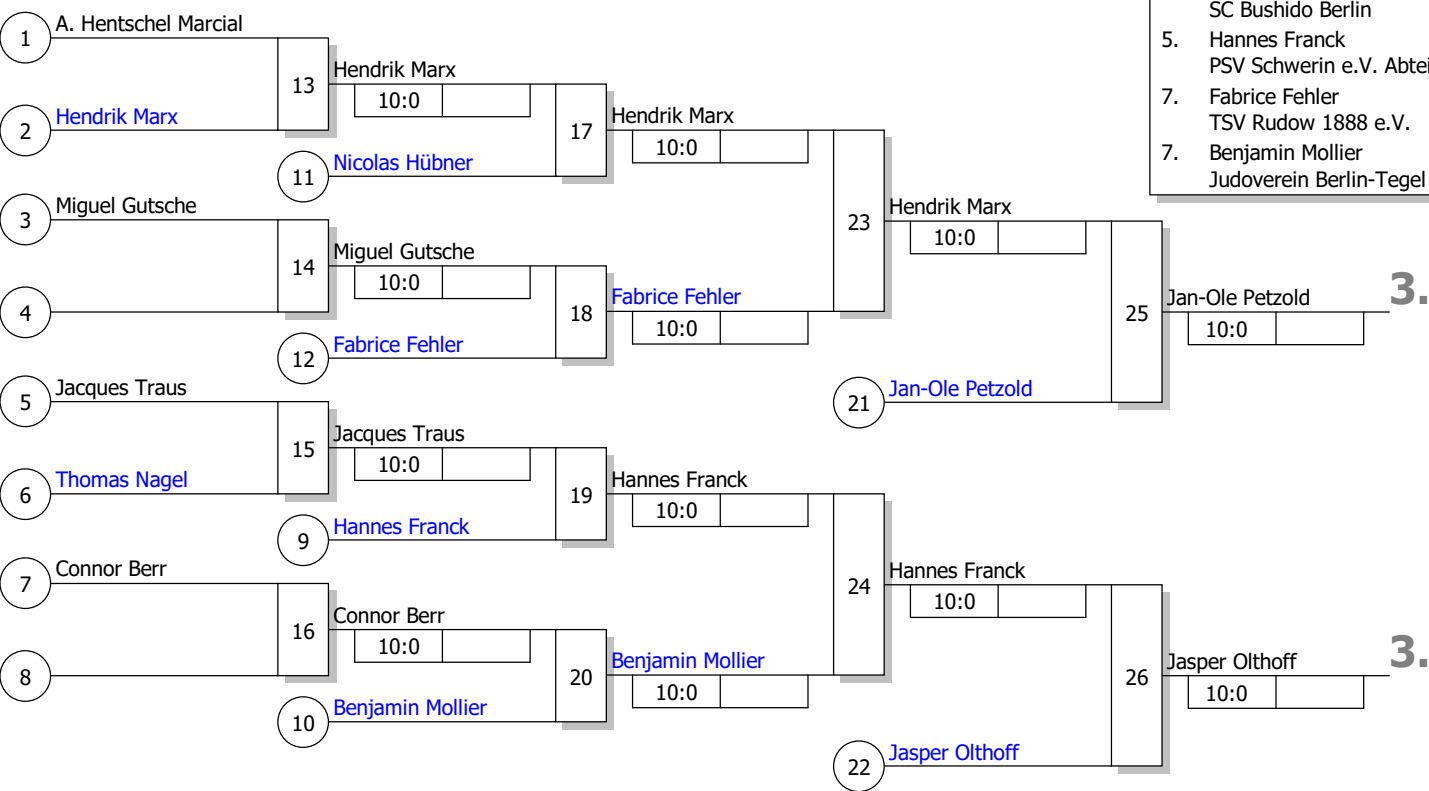 SC Bushido Berlin
5. Hannes Franck
PSV Schwerin e.V. Abtei
7. Fabrice Fehler
TSV Rudow 1888 e.V.
7. Benjamin Mollier
Judoverein Berlin-Tegel
1 A. Hentschel Marcial
2 Hendrik Marx
3 Miguel Gutsche
4
5 Jacques Traus
6 Thomas Nagel
7 Connor Berr
8
13 Hendrik Marx
10:0
11 Nicolas Hübner
14 Miguel Gutsche
10:0
12 Fabrice Fehler
15 Jacques Traus
10:0
9 Hannes Franck
16 Connor Berr
10:0
10 Benjamin Mollier
17 Hendrik Marx
10:0
18 Fabrice Fehler
10:0
19 Hannes Franck
10:0
20 Benjamin Mollier
10:0
23 Hendrik Marx
10:0
21 Jan-Ole Petzold
24 Hannes Franck
10:0
22 Jasper Olthoff
25 Jan-Ole Petzold 3.
10:0
26 Jasper Olthoff 3.
10:0